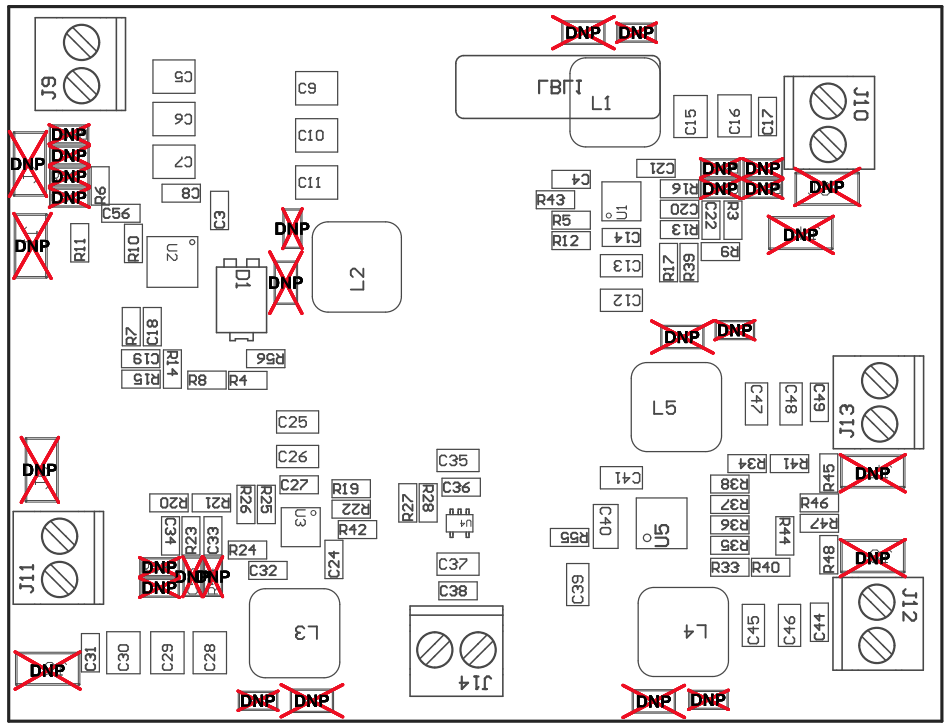 DNP DNP
J9
C5
C9
LBL1
L1
C6
C15
C16
C17
J10
C10
DNP
DNP
DNP
C7
C11
C21
DNP DNP
DNP
R6
C8
C4
R16
DNP DNP
DNP
DNP
C56
C3
R43
U1
C20
C22
R3
R5
R13
DNP
DNP
R11
R10
U2
DNP
R12
C14
R9
D1
DNP
L2
C13
R17
R39
C12
R7
C18
DNP
DNP
C19
R14
R56
R15
R8
R4
L5
C47
C48
C49
J13
C25
C26
C35
DNP
R34
R41
R45
DNP
C27
R19
C36
C41
R38
R20
R21
R26
R25
R22
R27
R28
R37
R46
U3
U4
C40
U5
R36
R47
C34
R23
C33
R42
R44
R24
R55
R35
J11
C32
C24
C37
R33
R40
R48
DNP
DNP
DNP
DNP
DNP
C38
C39
J12
L3
L4
C45
C46
C44
C31
C30
C29
C28
DNP
J14
DNP
DNP
DNP
DNP